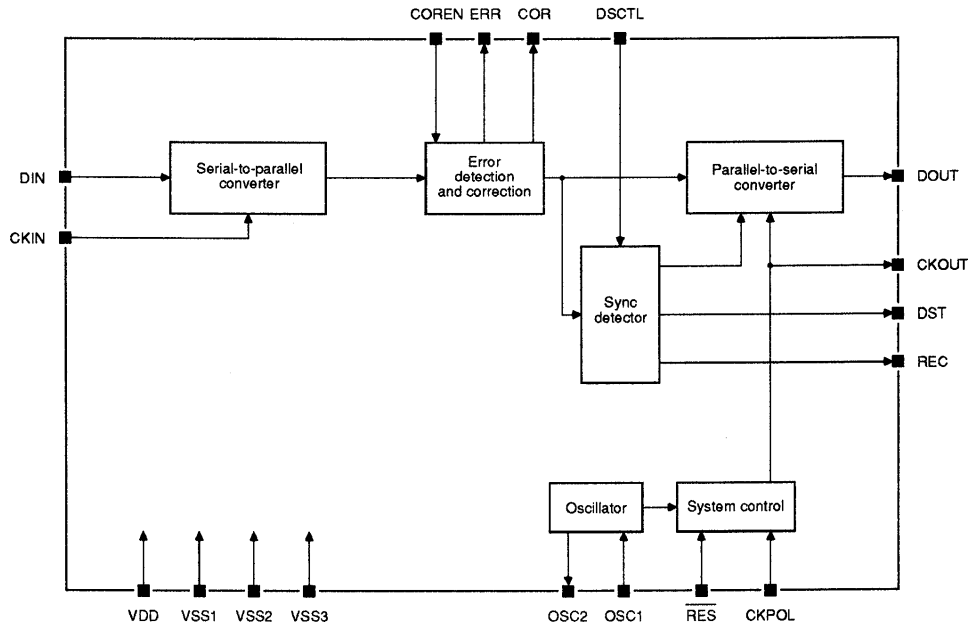 COREN ERR COR DSCTL
DIN
Serial-to-parallel
converter
Error
detection
and correction
Parallel-to-serial
converter
DOUT
CKIN
CKOUT
Sync
detector
DST
REC
Oscillator
System control
VDD VSS1 VSS2 VSS3 OSC2 OSC1 RES CKPOL